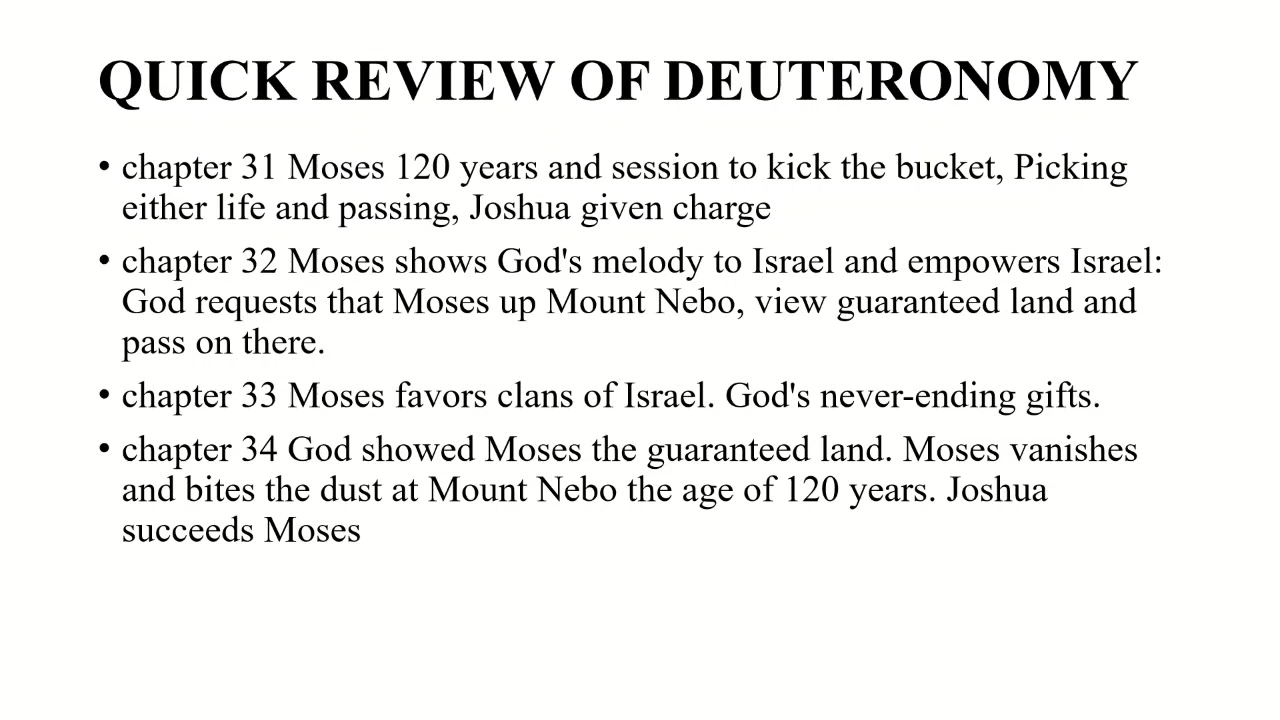 QUICK REVIEW OF DEUTERONOMY
• chapter 31 Moses 120 years and session to kick the bucket, Picking
either life and passing, Joshua given charge
• chapter 32 Moses shows God's melody to Israel and empowers Israel:
God requests that Moses up Mount Nebo, view guaranteed land and
pass on there.
• chapter 33 Moses favors clans of Israel. God's never-ending gifts.
• chapter 34 God showed Moses the guaranteed land. Moses vanishes
and bites the dust at Mount Nebo the age of 120 years. Joshua
succeeds Moses